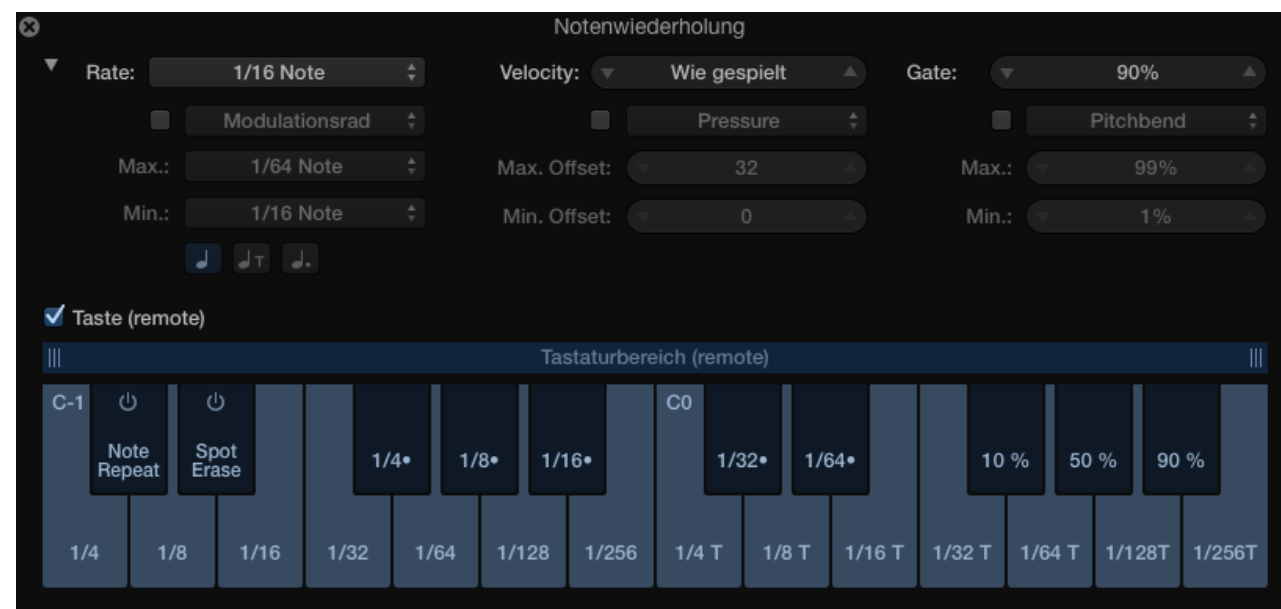 Notenwiederholung
Rate: 1/16 Note Velocity: Wie gespielt Gate: 90%
Modulationsrad Pressure Pitchbend
Max.: 1/64 Note Max. Offset: 32 Max.: 99%
Min.: 1/16 Note Min. Offset: 0 Min.: 1%
T
Taste (remote)
Tastaturbereich (remote)
C-1 C0
Note Spot
Repeat Erase
1/4• 1/8• 1/16• 1/32• 1/64• 10 % 50 % 90 %
1/4 1/8 1/16 1/32 1/64 1/128 1/256 1/4 T 1/8 T 1/16 T 1/32 T 1/64 T 1/128T 1/256T